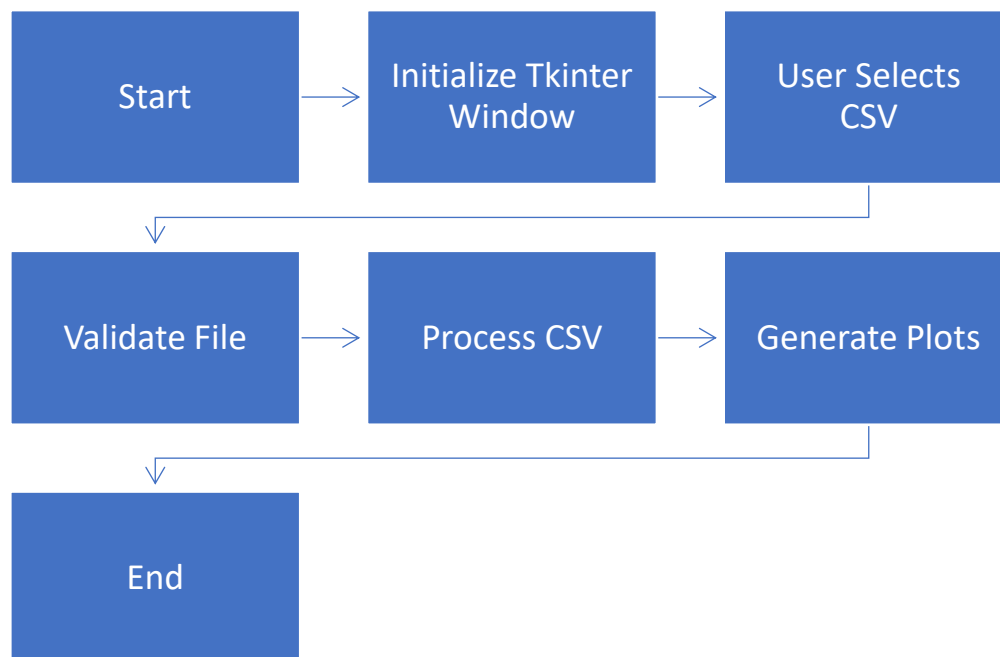 Start
Initialize Tkinter
Window
User Selects
CSV
Validate File
Process CSV
Generate Plots
End